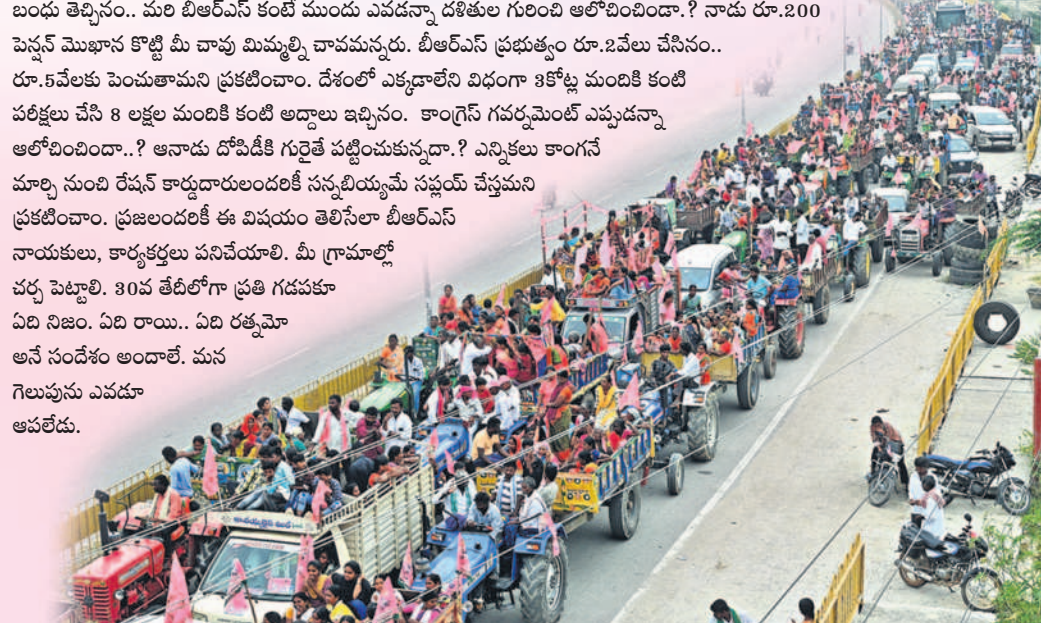 బంధు తెచ్చినం.. మరి బీఆర్ఎస్ కంటే ముందు ఎవడన్నా దళితుల గురించి ఆలోచించిండా.? నాడు రూ.200
పెన్షన్ మొఖాన కొట్టి మీ చావు మిమ్మల్ని చావమన్నరు. బీఆర్ఎస్ ప్రభుత్వం రూ.2వేలు చేసినం..
రూ.5వేలకు పెంచుతామని ప్రకటించాం. దేశంలో ఎక్కడాలేని విధంగా 3కోట్ల మందికి కంటి
పరీక్షలు చేసి 8 లక్షల మందికి కంటి అద్దాలు ఇచ్చినం. కాంగ్రెస్ గవర్నమెంట్ ఎప్పుడన్నా
ఆలోచించిందా..? ఆనాడు దోపిడీకి గురైతే పట్టించుకున్నదా.? ఎన్నికలు కాంగనే
మార్చి నుంచి రేషన్ కార్డుదారులందరికీ సన్నబియ్యమే సప్లయ్ చేస్తమని
ప్రకటించాం. ప్రజలందరికీ ఈ విషయం తెలిసేలా బీఆర్ఎస్
నాయకులు, కార్యకర్తలు పనిచేయాలి. మీ గ్రామాల్లో
చర్చ పెట్టాలి. 30వ తేదీలోగా ప్రతి గడపకూ
ఏది నిజం. ఏది రాయి.. ఏది రత్నమో
అనే సందేశం అందాలే. మన
గెలుపును ఎవడూ
ఆపలేడు.